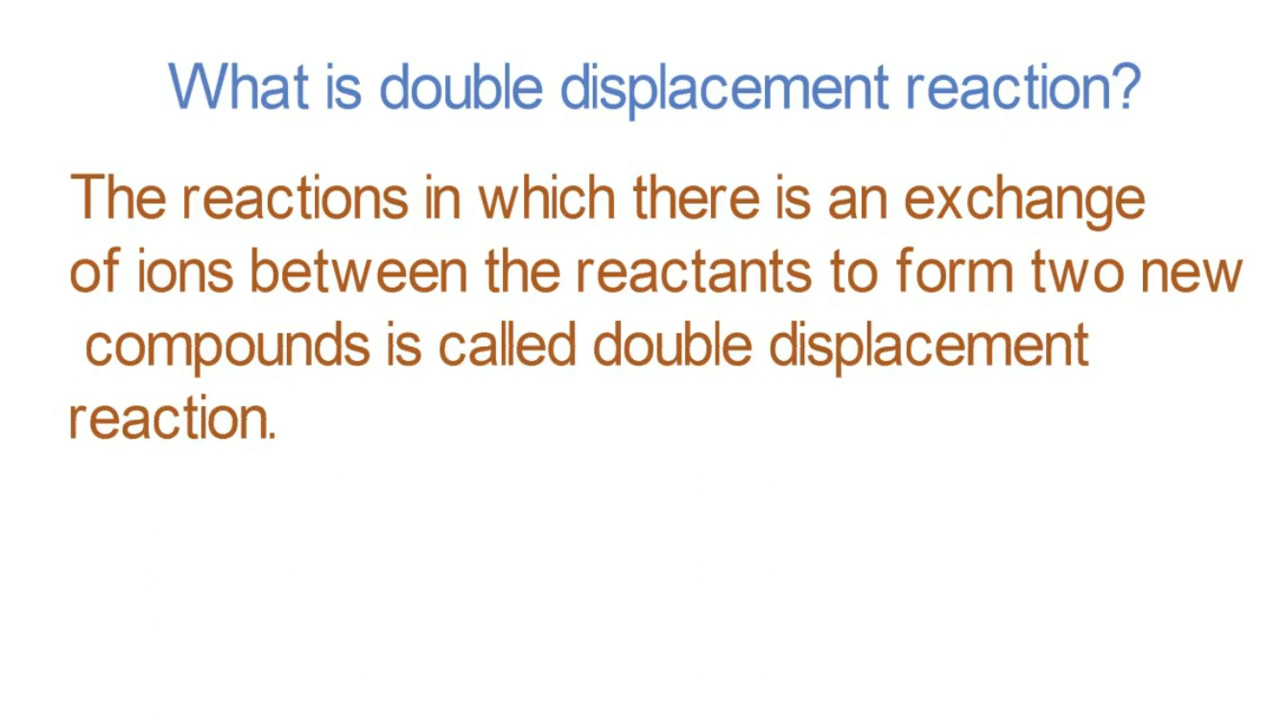 What is double displacement reaction?
The reactions in which there is an exchange
of ions between the reactants to form two new
compounds is called double displacement
reaction.